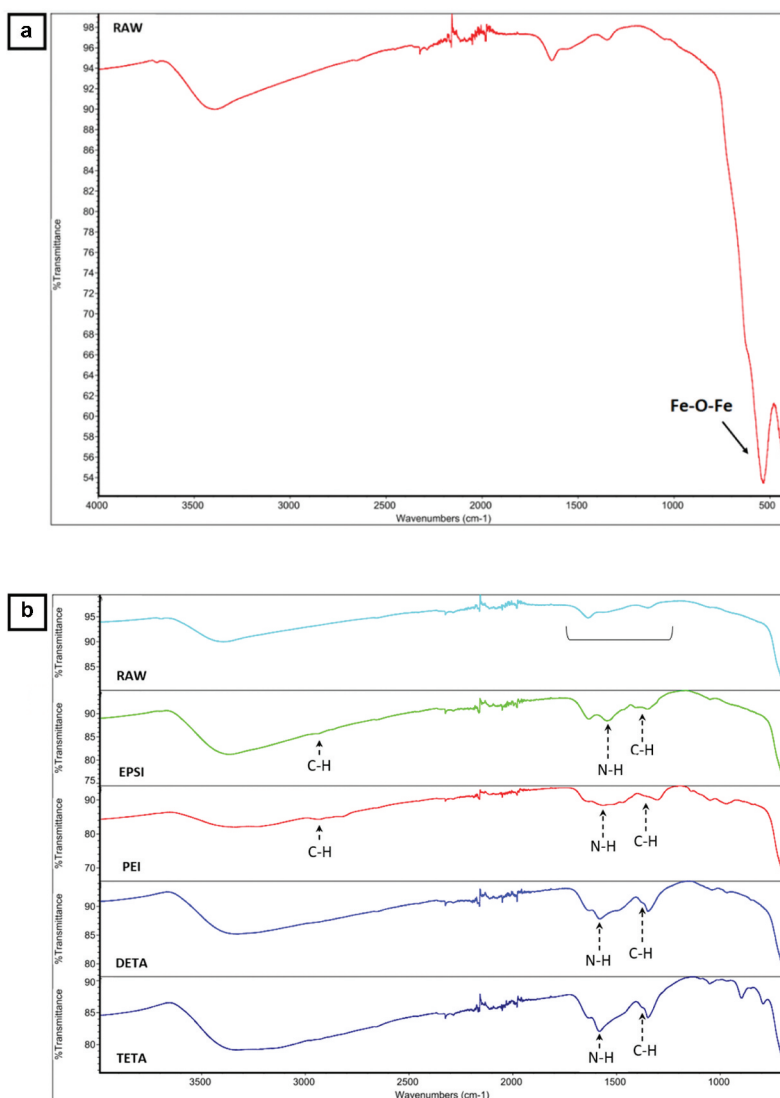 a
RAW
98
96
94
92
90
88
86
84
82
80
78
76
74
72
70
68
66
64
62
60
58
56
54
%Transmittance
Fe-O-Fe
4000 3500 3000 2500 2000 1500 1000 500
Wavenumbers (cm-1)
b
%Transmittance
95
90
85
RAW
%Transmittance
90
85
80
75
EPSI
C-H
N-H
C-H
%Transmittance
90
80
70
PEI
C-H
N-H
C-H
%Transmittance
90
85
80
DETA
N-H
C-H
%Transmittance
90
85
80
TETA
N-H
C-H
3500 3000 2500 2000 1500 1000
Wavenumbers (cm-1)